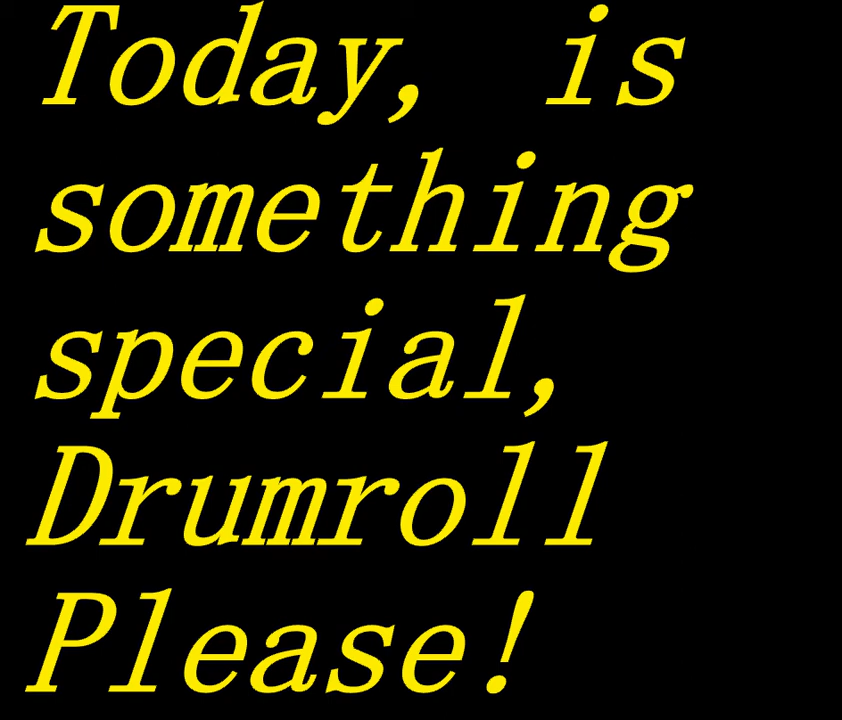 Today, is
something
special,
Drumroll
Please!